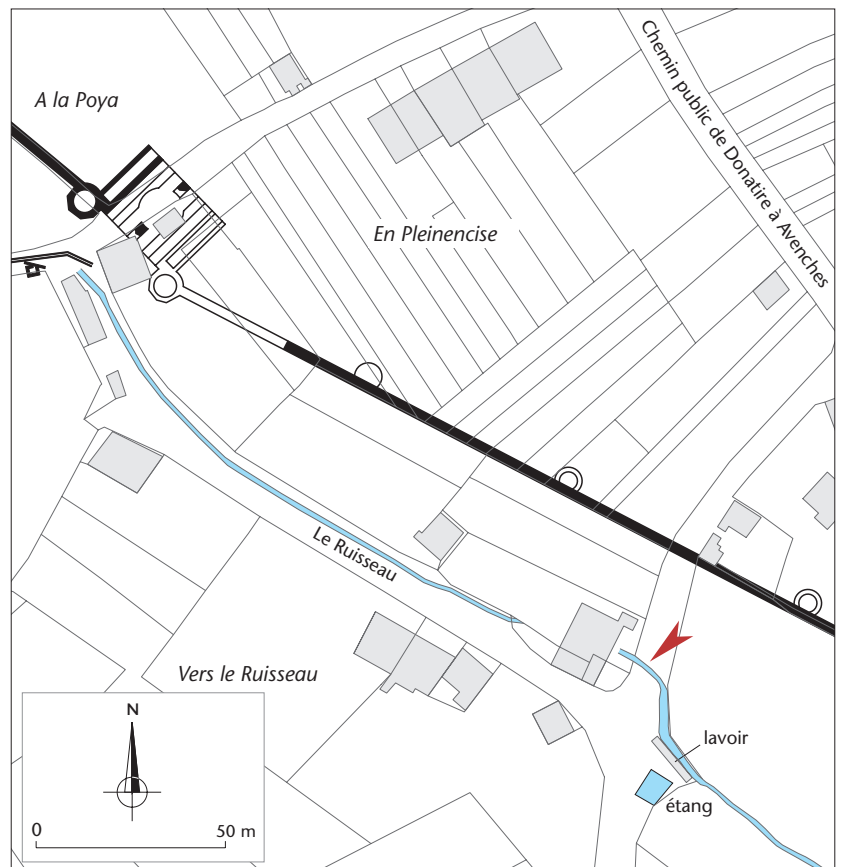 A la Poya
Chemin public de Donatire à Avenches
En Pleinencise
Le Ruisseau
Vers le Ruisseau
N
lavoir
étang
0 50 m